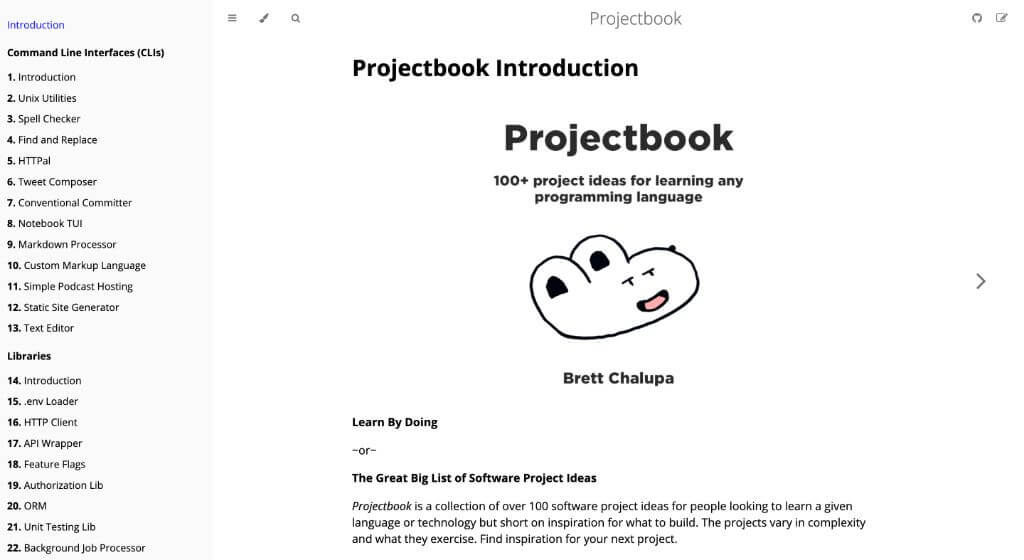 Introduction
Command Line Interfaces (CLIs)
1. Introduction
2. Unix Utilities
3. Spell Checker
4. Find and Replace
5. HTTPal
6. Tweet Composer
7. Conventional Committer
8. Notebook TUI
9. Markdown Processor
10. Custom Markup Language
11. Simple Podcast Hosting
12. Static Site Generator
13. Text Editor
Libraries
14. Introduction
15. .env Loader
16. HTTP Client
17. API Wrapper
18. Feature Flags
19. Authorization Lib
20. ORM
21. Unit Testing Lib
22. Background Job Processor
Projectbook
Projectbook Introduction
Projectbook
100+ project ideas for learning any
programming language
Brett Chalupa
Learn By Doing
~or~
The Great Big List of Software Project Ideas
Projectbook is a collection of over 100 software project ideas for people looking to learn a given
language or technology but short on inspiration for what to build. The projects vary in complexity
and what they exercise. Find inspiration for your next project.